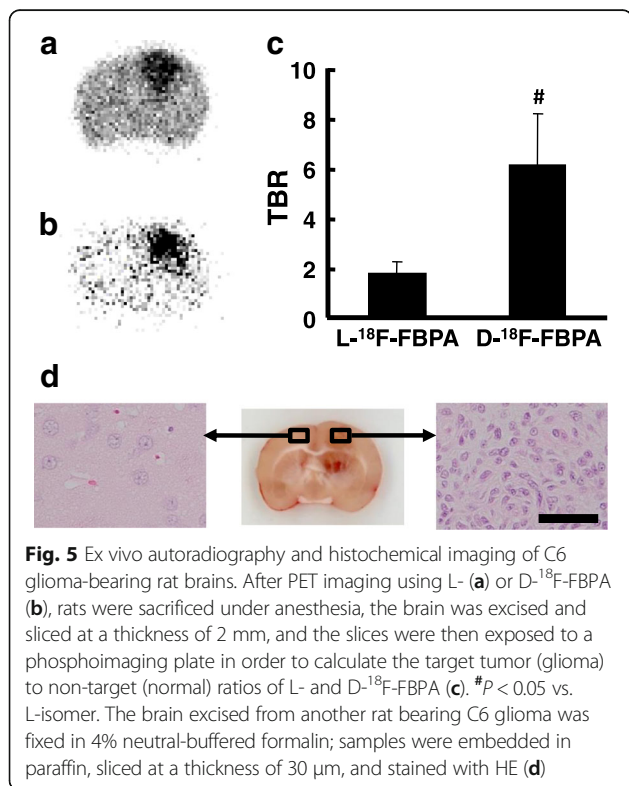 a
c
10
#
8
6
TBR
4
b
2
0
L-¹⁸F-FBPA D-¹⁸F-FBPA
d
Fig. 5 Ex vivo autoradiography and histochemical imaging of C6
glioma-bearing rat brains. After PET imaging using L- (a) or D-¹⁸F-FBPA
(b), rats were sacrificed under anesthesia, the brain was excised and
sliced at a thickness of 2 mm, and the slices were then exposed to a
phosphoimaging plate in order to calculate the target tumor (glioma)
to non-target (normal) ratios of L- and D-¹⁸F-FBPA (c). #P < 0.05 vs.
L-isomer. The brain excised from another rat bearing C6 glioma was
fixed in 4% neutral-buffered formalin; samples were embedded in
paraffin, sliced at a thickness of 30 μm, and stained with HE (d)